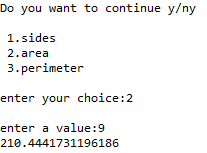 Do you want to continue y/ny
1.sides
2.area
3.perimeter
enter your choice:2
enter a value:9
210.4441731196186